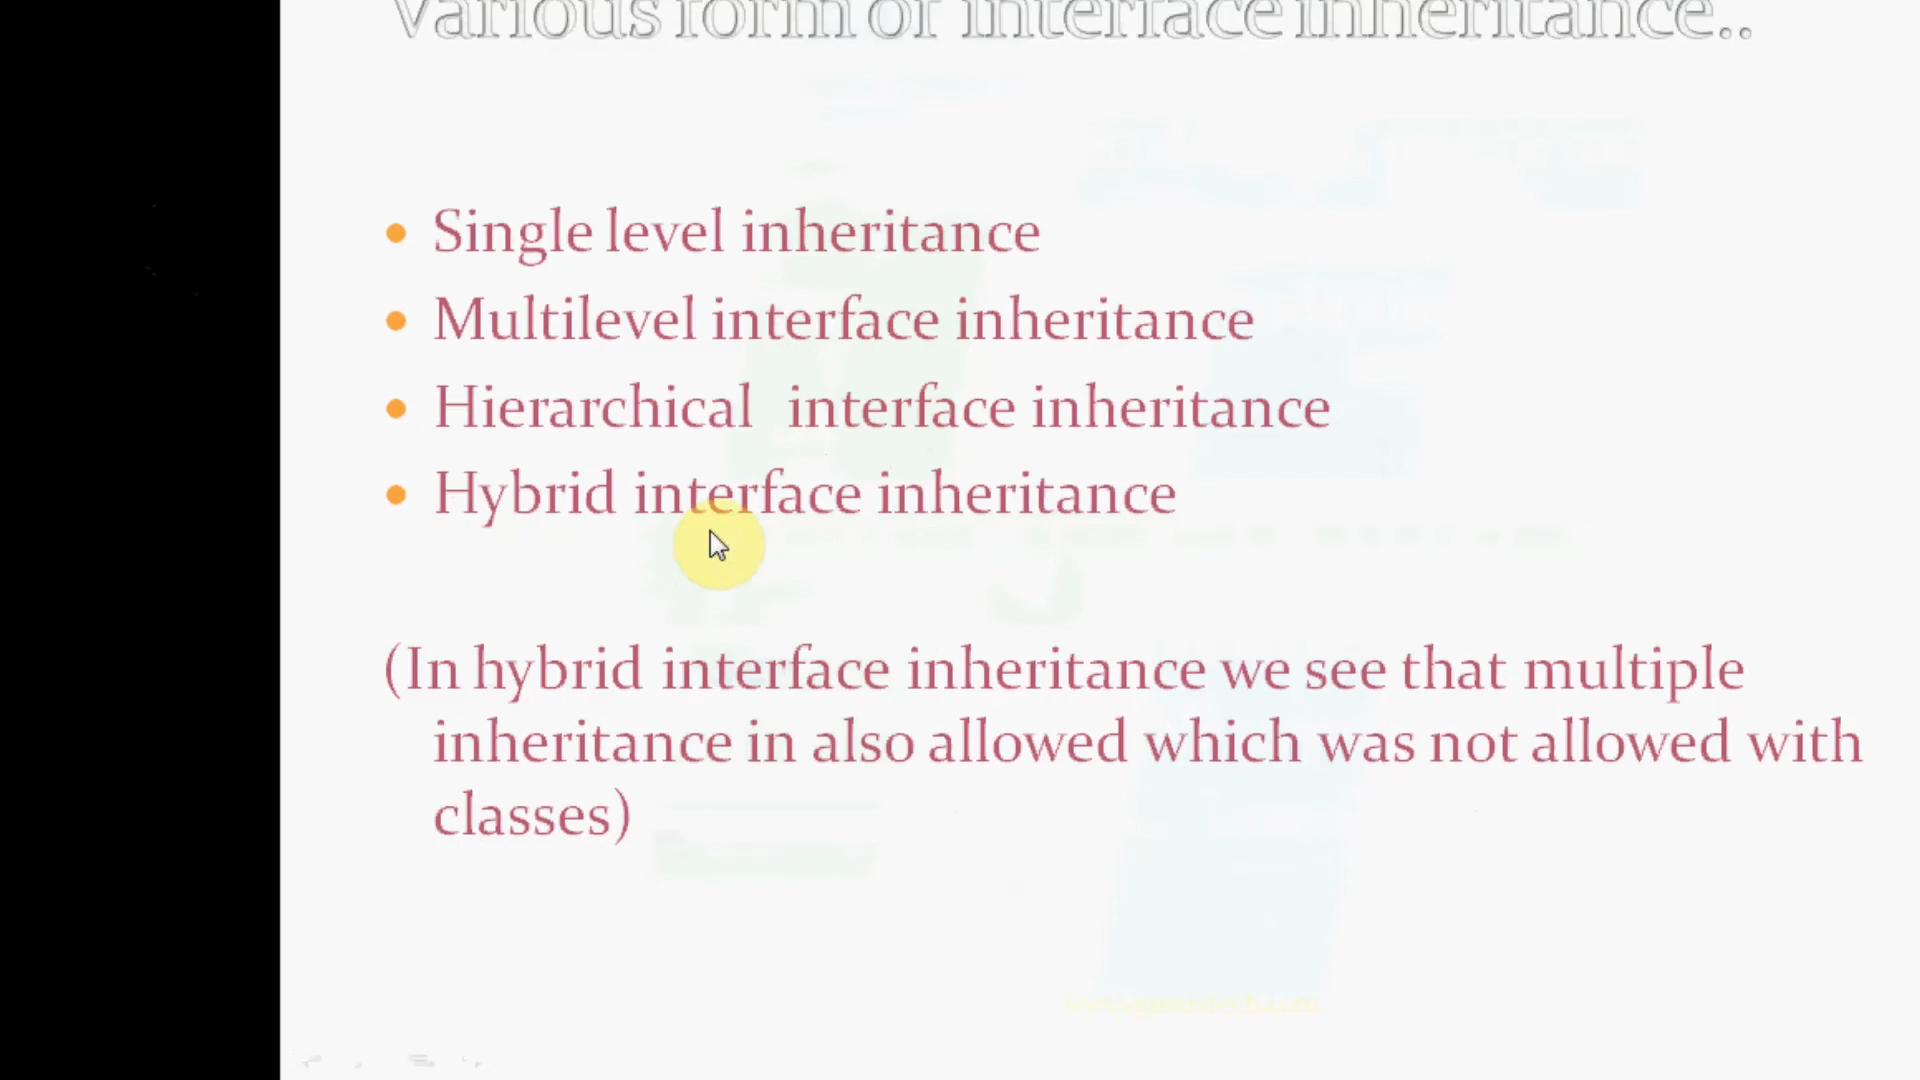 Various form of interface inheritance..
Single level inheritance
Multilevel interface inheritance
Hierarchical interface inheritance
Hybrid interface inheritance
(In hybrid interface inheritance we see that multiple
inheritance in also allowed which was not allowed with
classes)